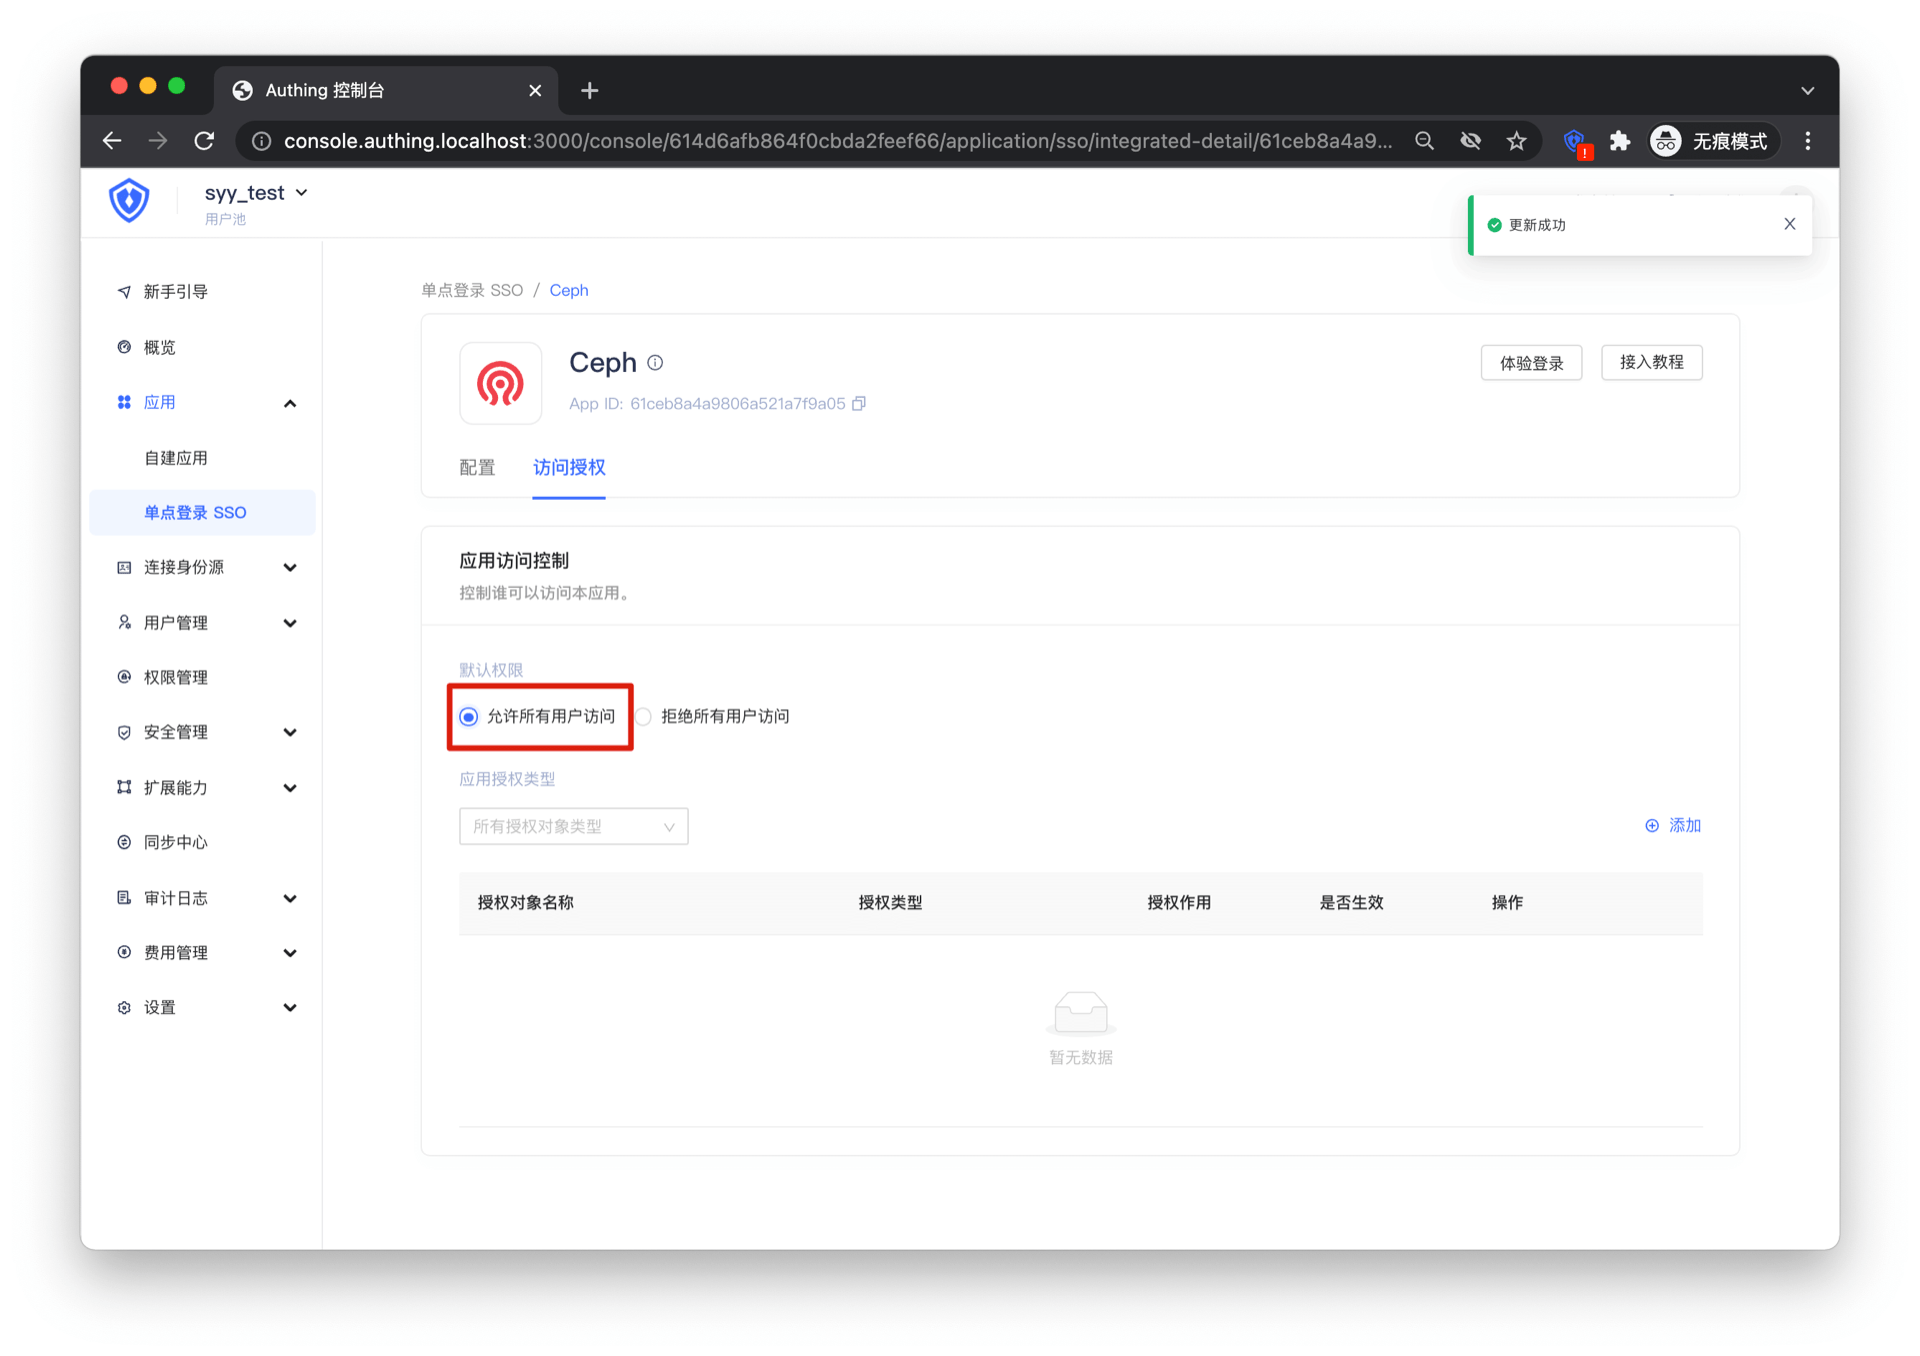 Authing 控制台
console.authing.localhost:3000/console/614d6afb864f0cbda2feef66/application/sso/integrated-detail/61ceb8a4a9...
无痕模式
syy_test
用户池
更新成功
新手引导
概览
应用
自建应用
单点登录 SSO
连接身份源
用户管理
权限管理
安全管理
扩展能力
同步中心
审计日志
费用管理
设置
单点登录 SSO / Ceph
Ceph
体验登录
接入教程
App ID: 61ceb8a4a9806a521a7f9a05
配置
访问授权
应用访问控制
控制谁可以访问本应用。
默认权限
允许所有用户访问
拒绝所有用户访问
应用授权类型
所有授权对象类型
添加
授权对象名称 授权类型 授权作用 是否生效 操作
暂无数据